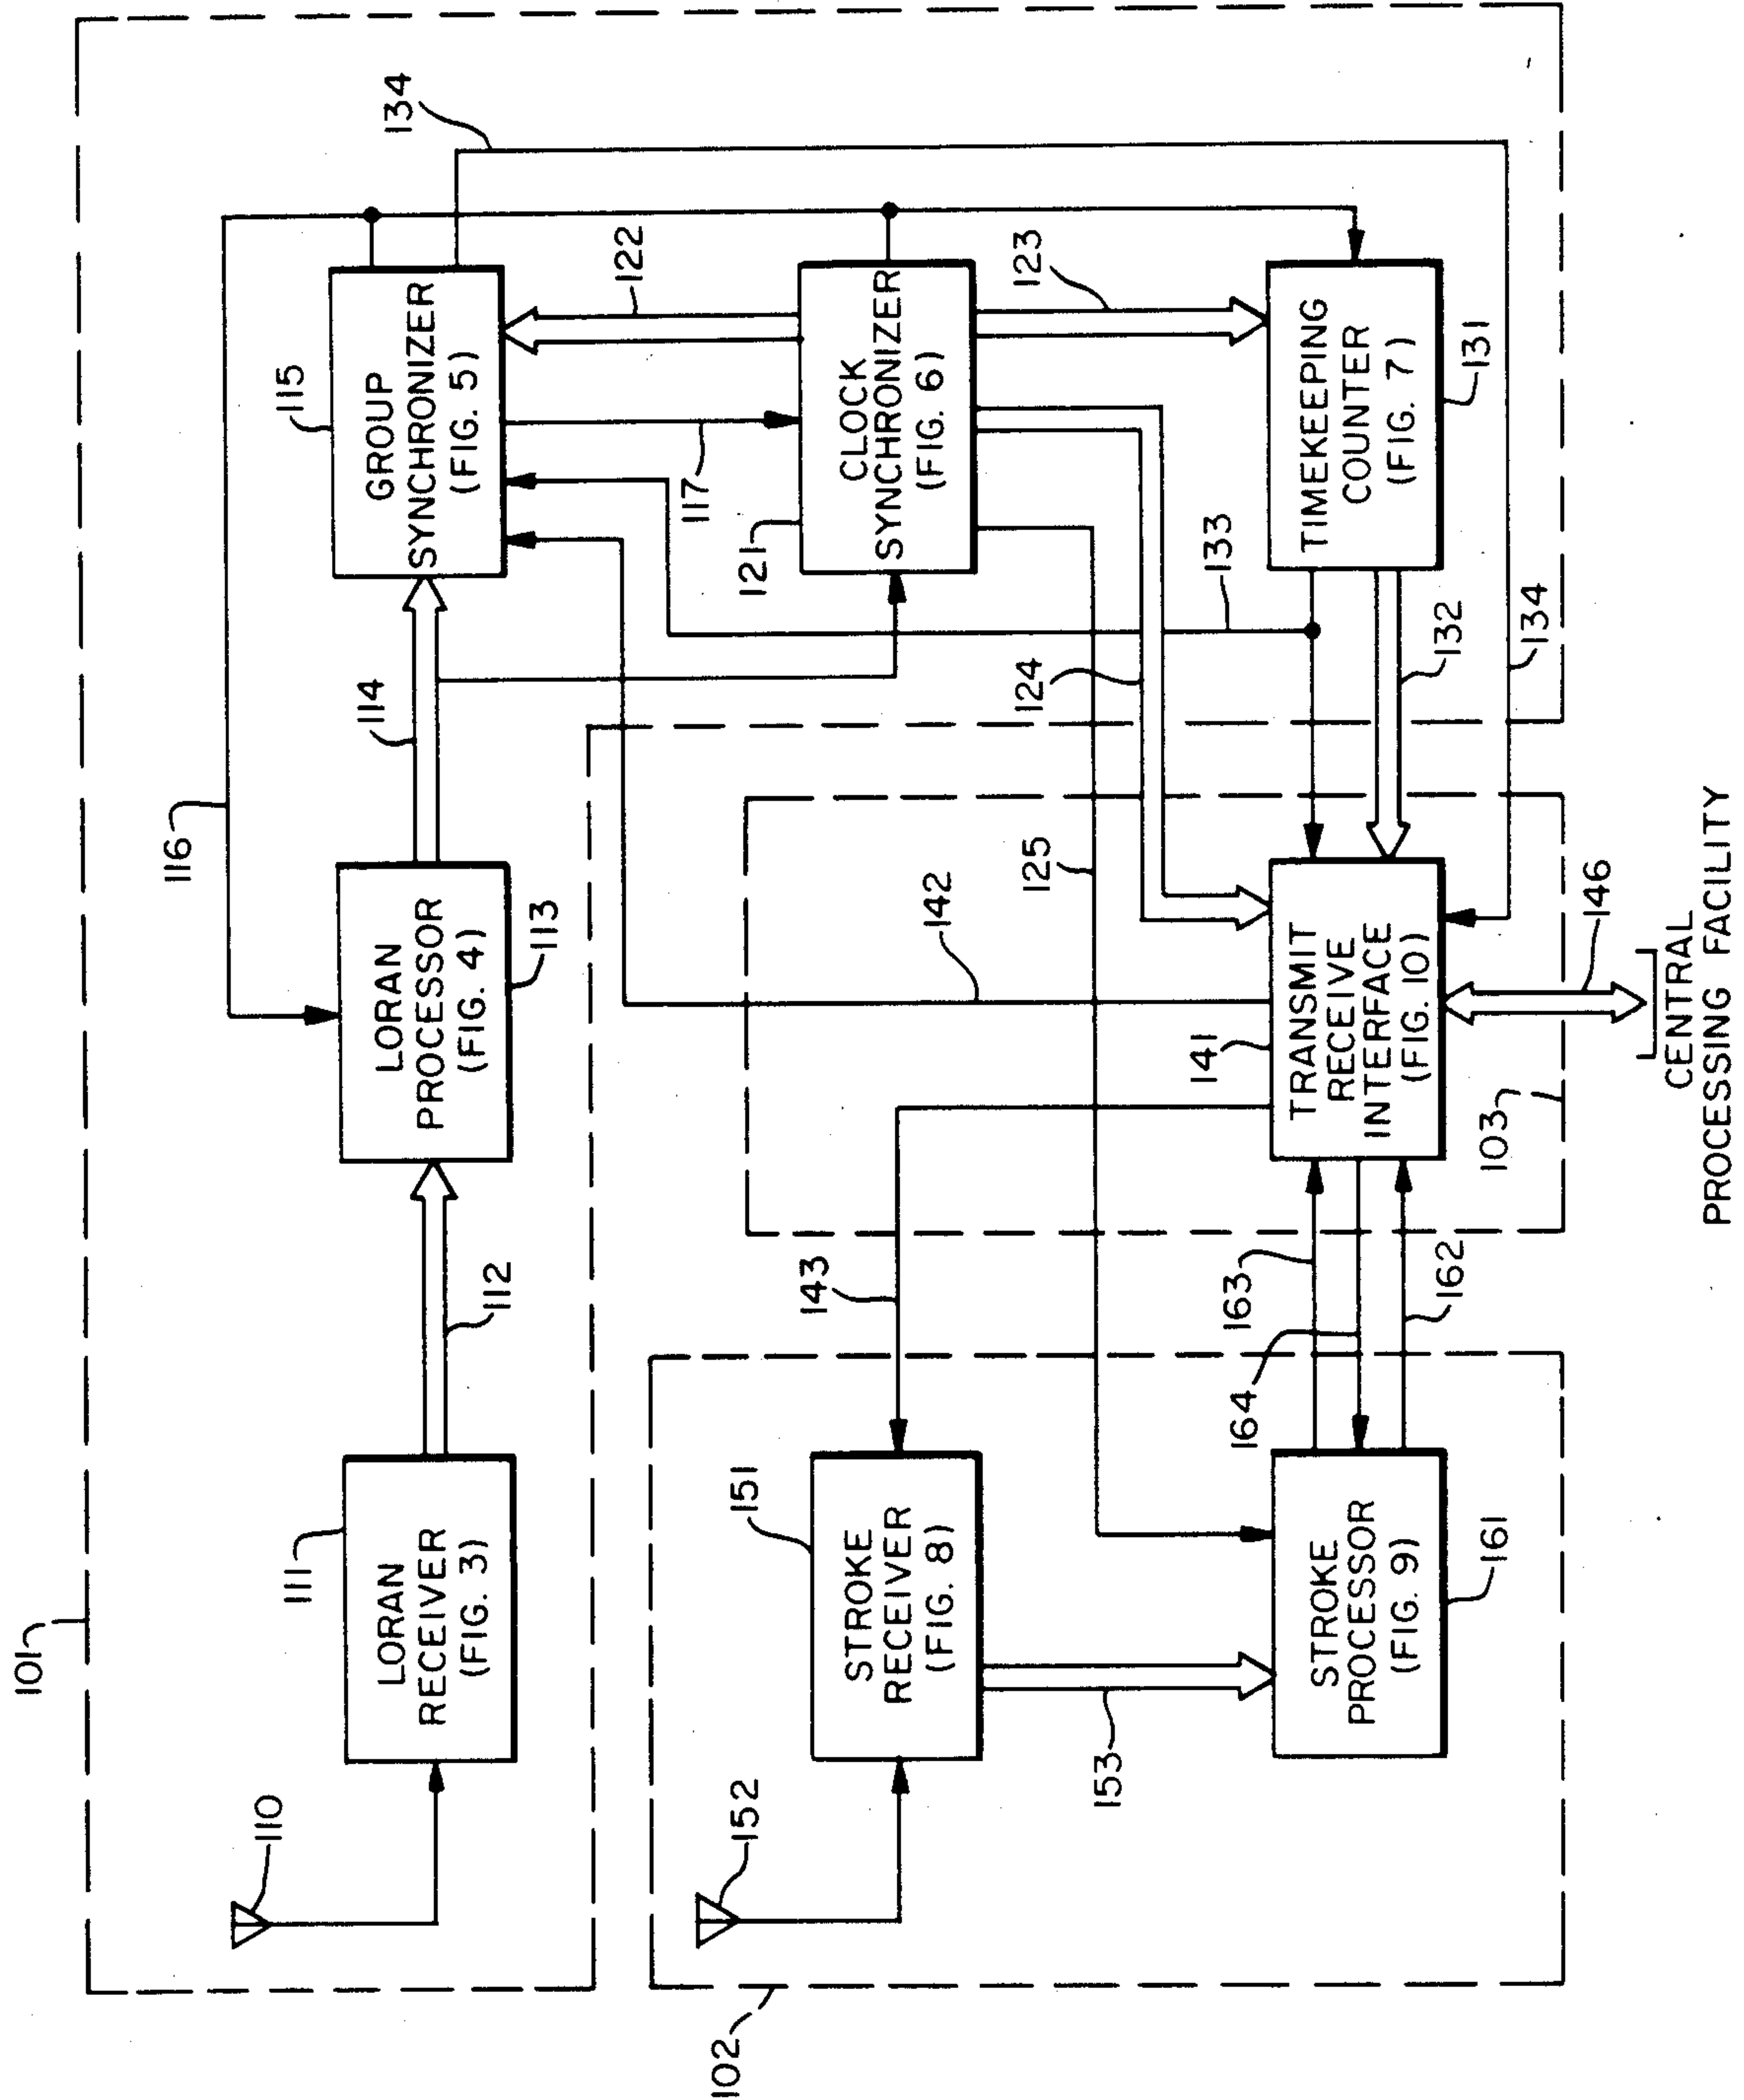 101
110
111
LORAN
RECEIVER
(FIG. 3)
112
LORAN
PROCESSOR
(FIG. 4)
113
116
114
115
GROUP
SYNCHRONIZER
(FIG. 5)
134
122
117
121
CLOCK
SYNCHRONIZER
(FIG. 6)
123
133
124
125
TIMEKEEPING
COUNTER
(FIG. 7)
131
132
134
102
152
151
STROKE
RECEIVER
(FIG. 8)
143
142
153
STROKE
PROCESSOR
(FIG. 9)
161
164
163
162
141
TRANSMIT
RECEIVE
INTERFACE
(FIG. 10)
103
146
CENTRAL
PROCESSING FACILITY